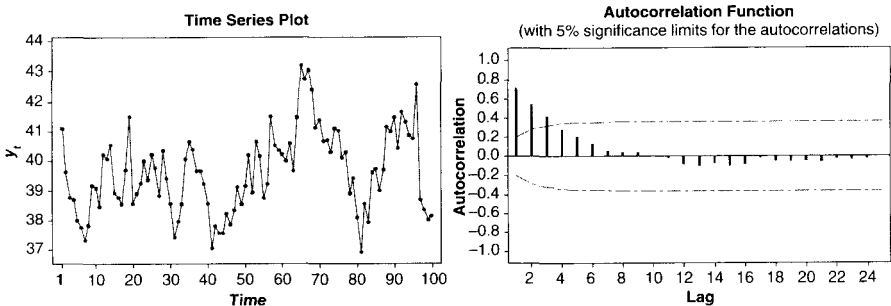 Time Series Plot
44
43
42
41
40
39
38
37
y_t
1 10 20 30 40 50 60 70 80 90 100
Time
Autocorrelation Function
(with 5% significance limits for the autocorrelations)
1.0
0.8
0.6
0.4
0.2
0.0
−0.2
−0.4
−0.6
−0.8
−1.0
Autocorrelation
2 4 6 8 10 12 14 16 18 20 22 24
Lag